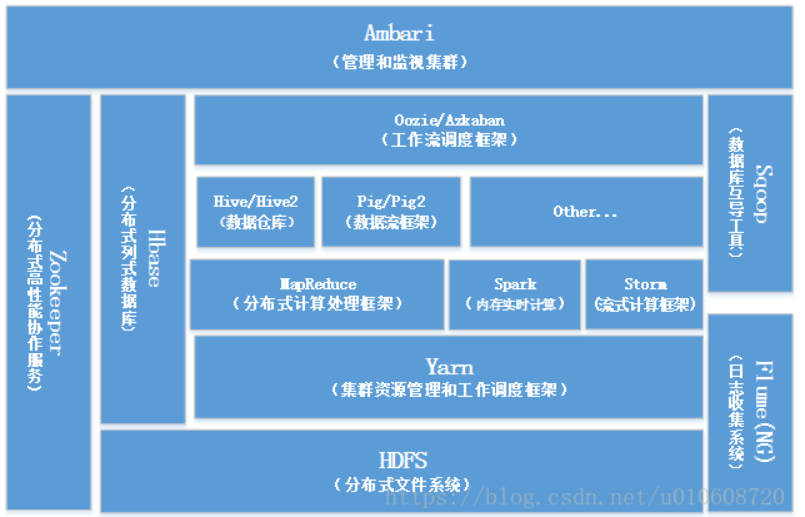 Ambari
(管理和监视集群)
Zookeeper
(分布式高性能协作服务)
Hbase
(分布式列式数据库)
Oozie/Azkaban
(工作流调度框架)
Hive/Hive2
(数据仓库)
Pig/Pig2
(数据流框架)
Other...
MapReduce
(分布式计算处理框架)
Spark
(内存实时计算)
Storm
(流式计算框架)
Yarn
(集群资源管理和工作调度框架)
HDFS
(分布式文件系统)
Sqoop
(数据库互导工具)
Flume(NG)
(日志收集系统)
https://blog.csdn.net/u010608720